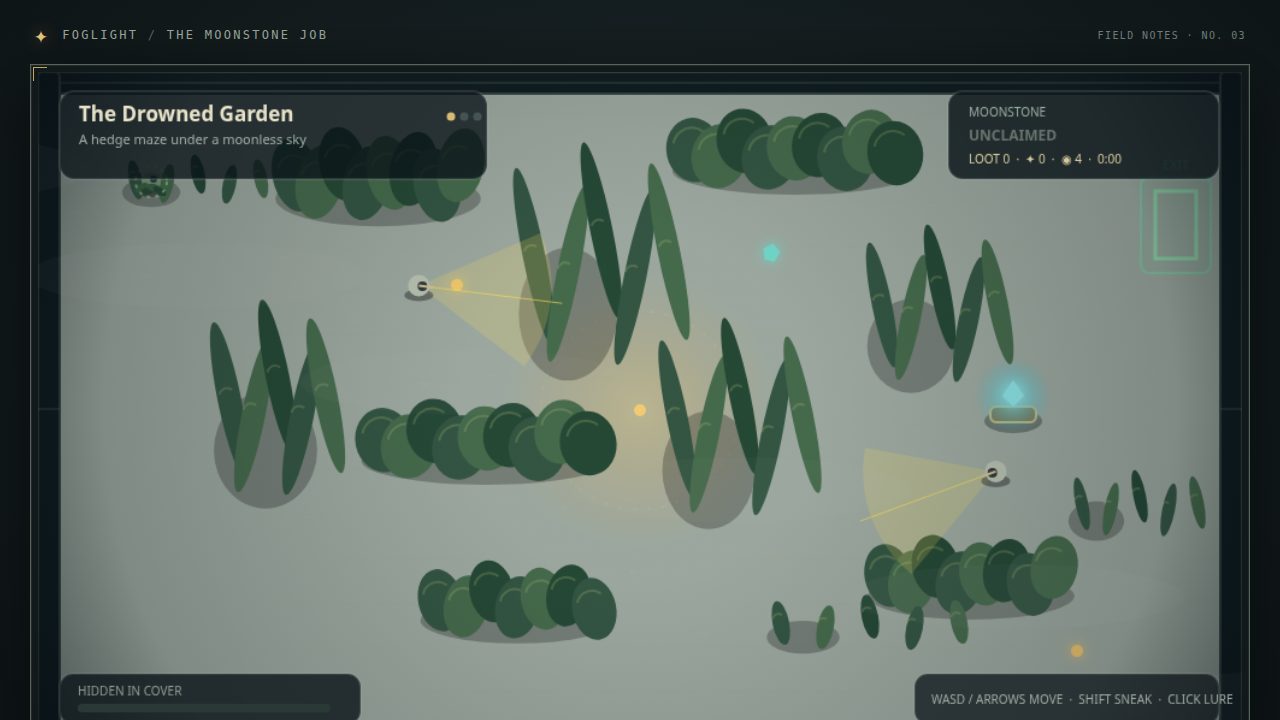 ✦ FOGLIGHT / THE MOONSTONE JOB
FIELD NOTES · NO. 03
The Drowned Garden
A hedge maze under a moonless sky
MOONSTONE
UNCLAIMED
LOOT 0 · ✦ 0 · ◉ 4 · 0:00
EXIT
HIDDEN IN COVER
WASD / ARROWS MOVE · SHIFT SNEAK · CLICK LURE